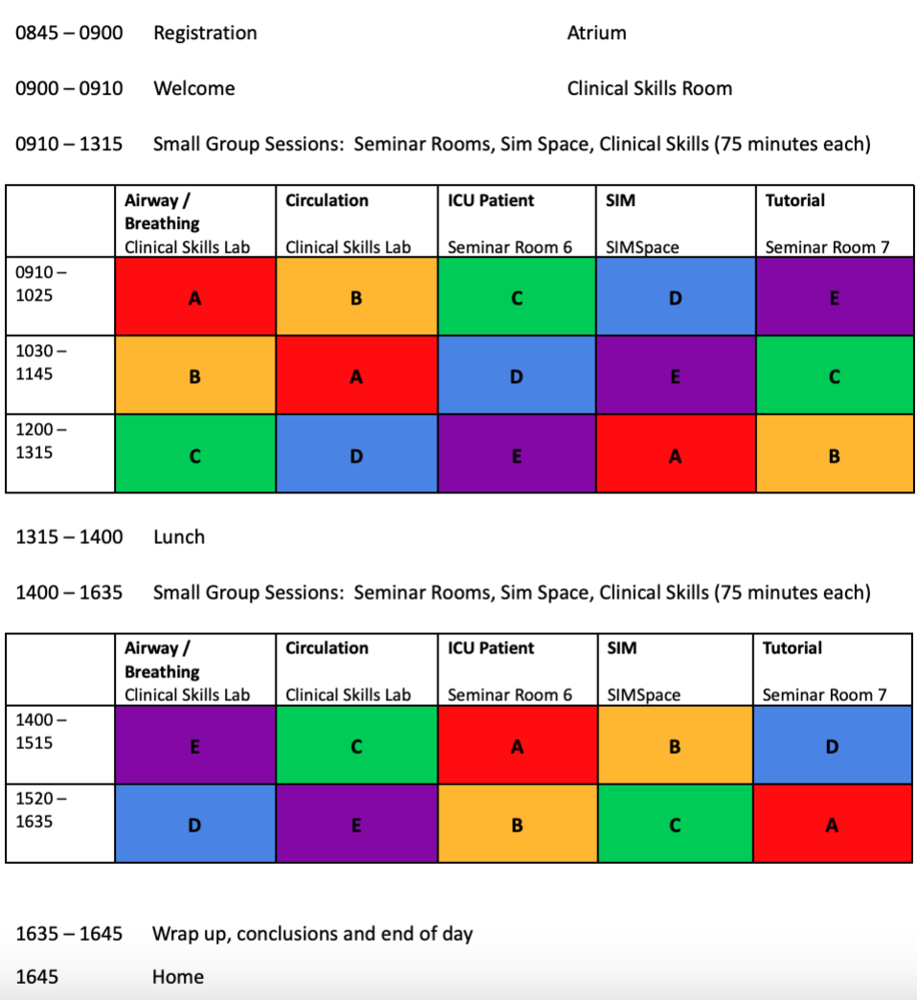 0845 – 0900 Registration Atrium
0900 – 0910 Welcome Clinical Skills Room
0910 – 1315 Small Group Sessions: Seminar Rooms, Sim Space, Clinical Skills (75 minutes each)
Airway / Circulation ICU Patient SIM Tutorial
Breathing
Clinical Skills Lab Clinical Skills Lab Seminar Room 6 SIMSpace Seminar Room 7
0910 –
1025 A B C D E
1030 –
1145 B A D E C
1200 –
1315 C D E A B
1315 – 1400 Lunch
1400 – 1635 Small Group Sessions: Seminar Rooms, Sim Space, Clinical Skills (75 minutes each)
Airway / Circulation ICU Patient SIM Tutorial
Breathing
Clinical Skills Lab Clinical Skills Lab Seminar Room 6 SIMSpace Seminar Room 7
1400 –
1515 E C A B D
1520 –
1635 D E B C A
1635 – 1645 Wrap up, conclusions and end of day
1645 Home